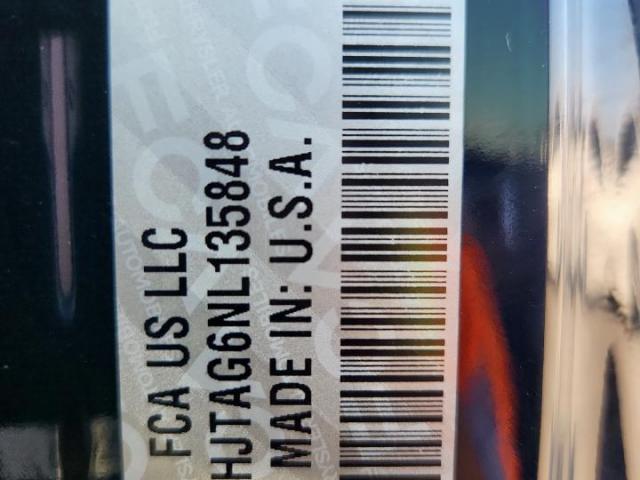 FCA US LLC
HJTAG6NL135848
MADE IN: U.S.A.